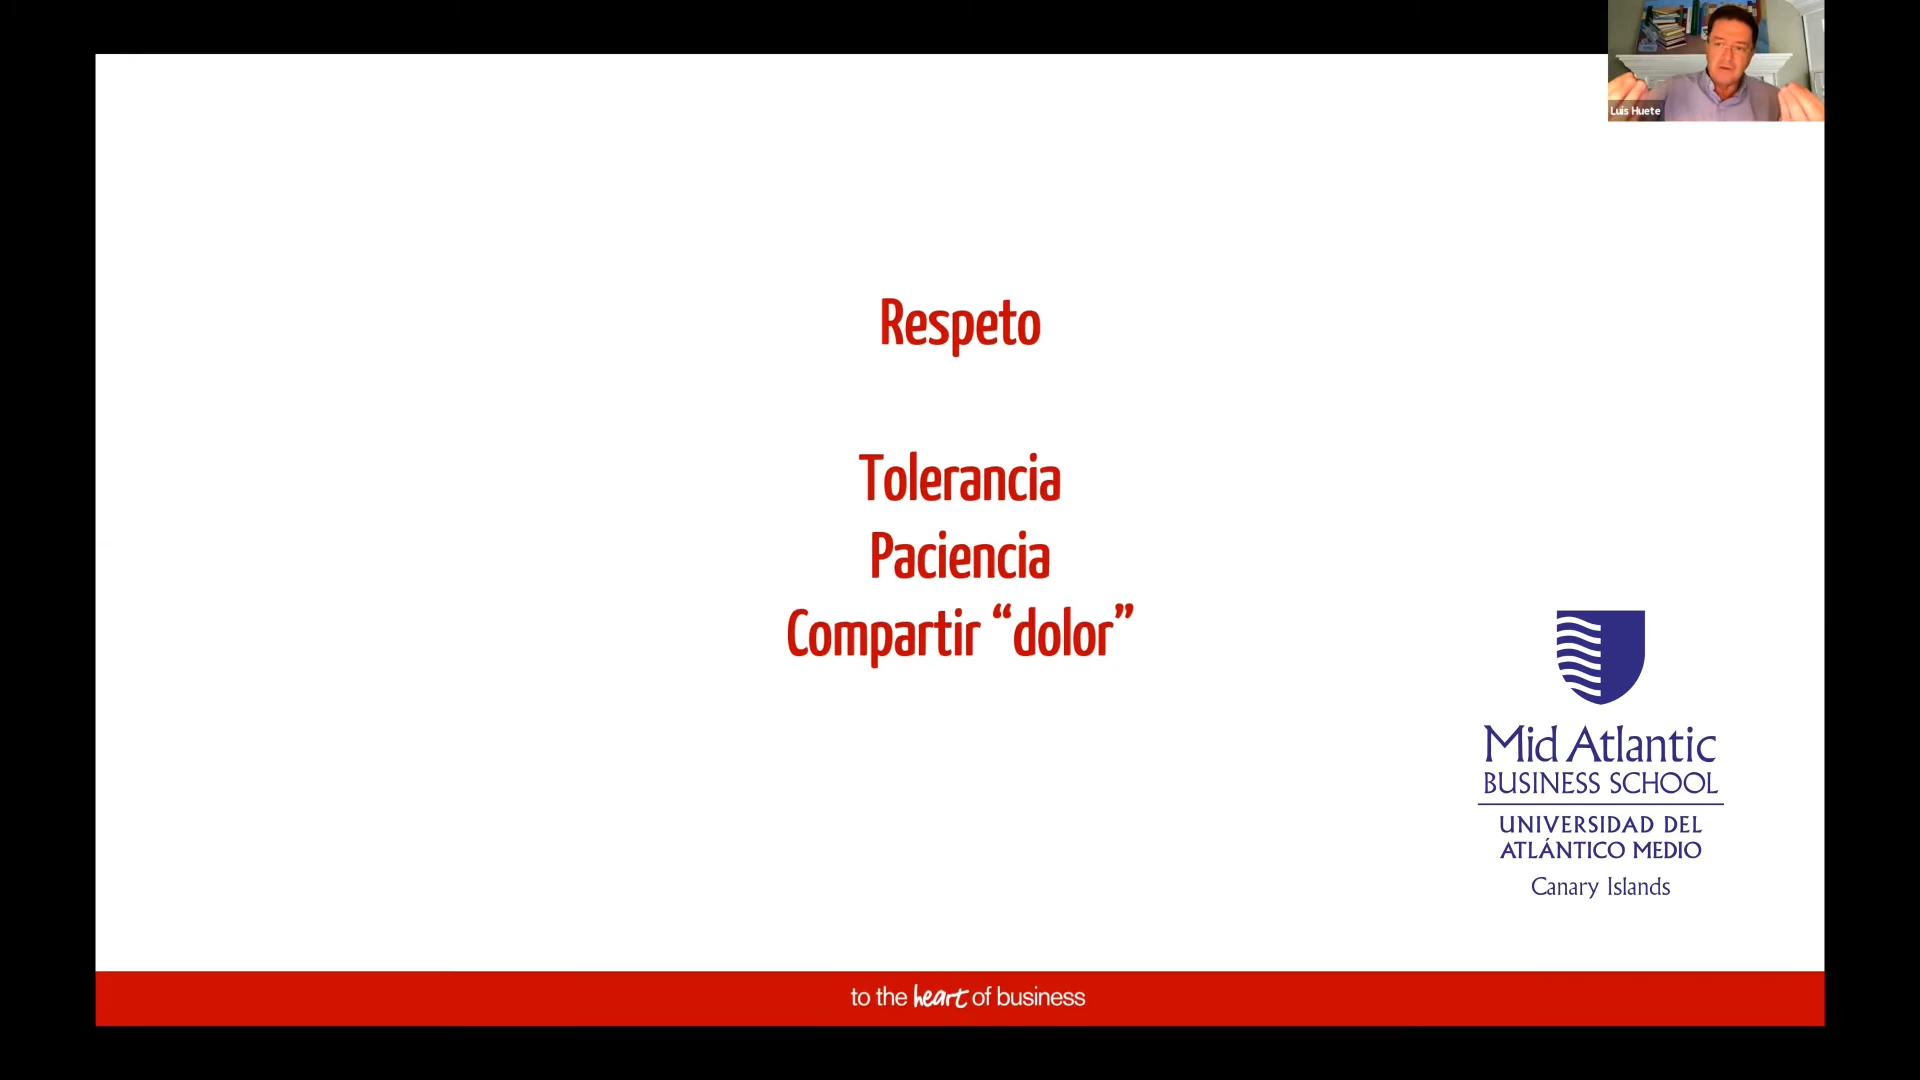 Luis Huete
Respeto
Tolerancia
Paciencia
Compartir “dolor”
Mid Atlantic
BUSINESS SCHOOL
UNIVERSIDAD DEL
ATLÁNTICO MEDIO
Canary Islands
to the heart of business